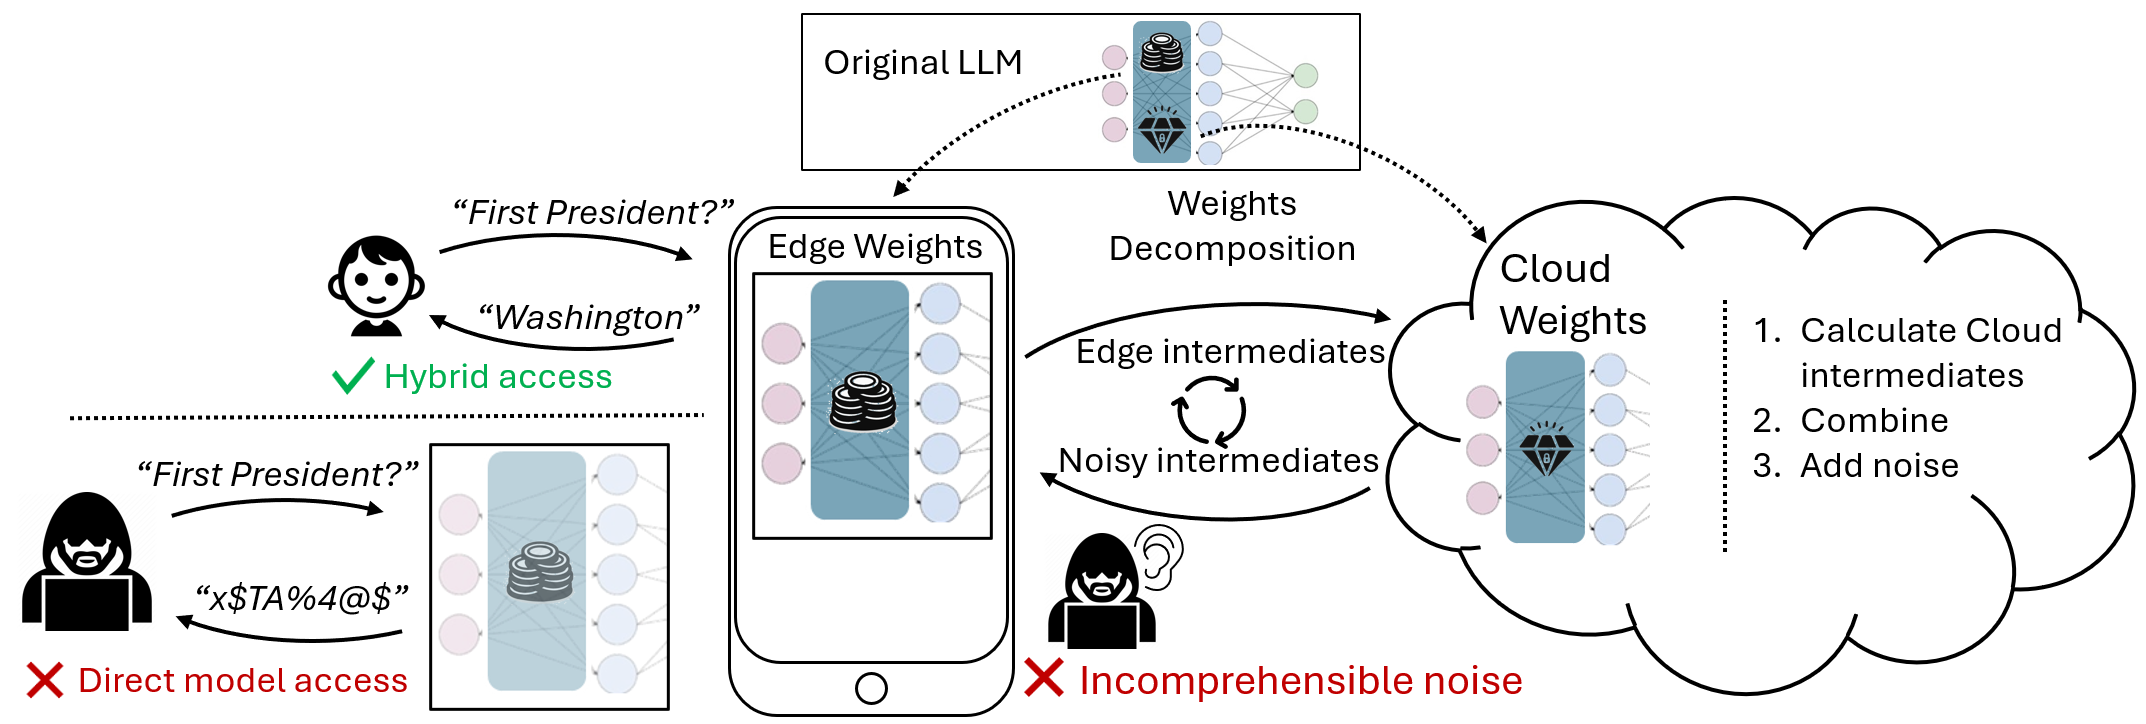 Original LLM
Weights
Decomposition
“First President?”
“Washington”
Hybrid access
“First President?”
“x$TA%4@$”
Direct model access
Edge Weights
Edge intermediates
Noisy intermediates
Incomprehensible noise
Cloud
Weights
1. Calculate Cloud
intermediates
2. Combine
3. Add noise